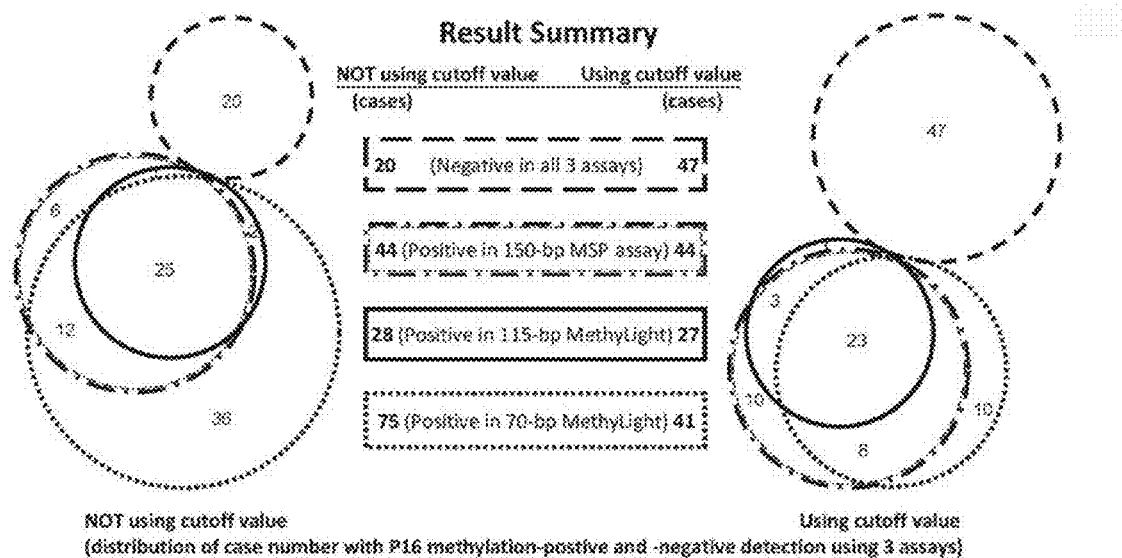 Result Summary
NOT using cutoff value Using cutoff value
(cases) (cases)
20 (Negative in all 3 assays) 47
44 (Positive in 150-bp MSP assay) 44
28 (Positive in 115-bp MethyLight) 27
75 (Positive in 70-bp MethyLight) 41
20
6
25
12
36
47
3
23
10
10
8
NOT using cutoff value Using cutoff value
(distribution of case number with P16 methylation-postive and -negative detection using 3 assays)